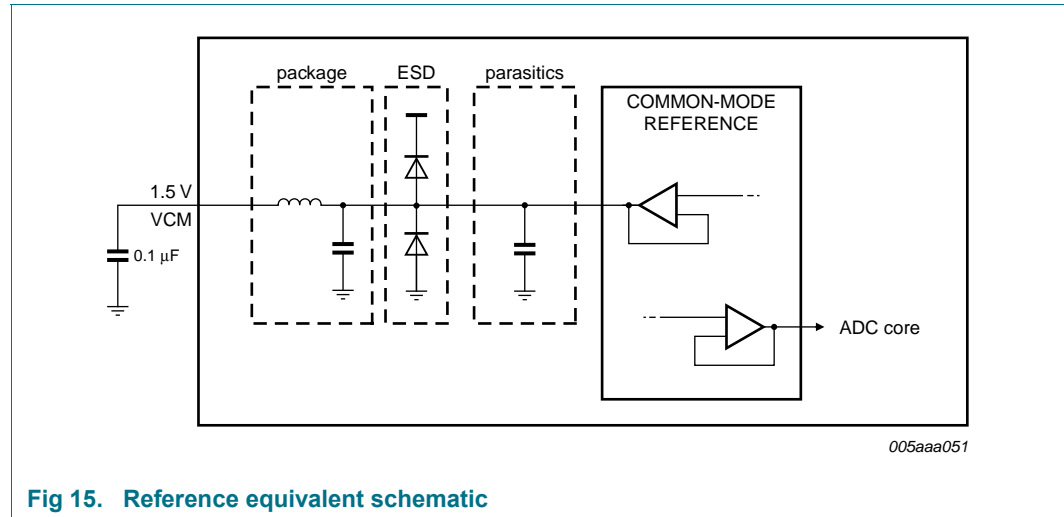 package ESD parasitics
COMMON-MODE
REFERENCE
1.5 V
VCM
0.1 μF
ADC core
005aaa051
Fig 15. Reference equivalent schematic